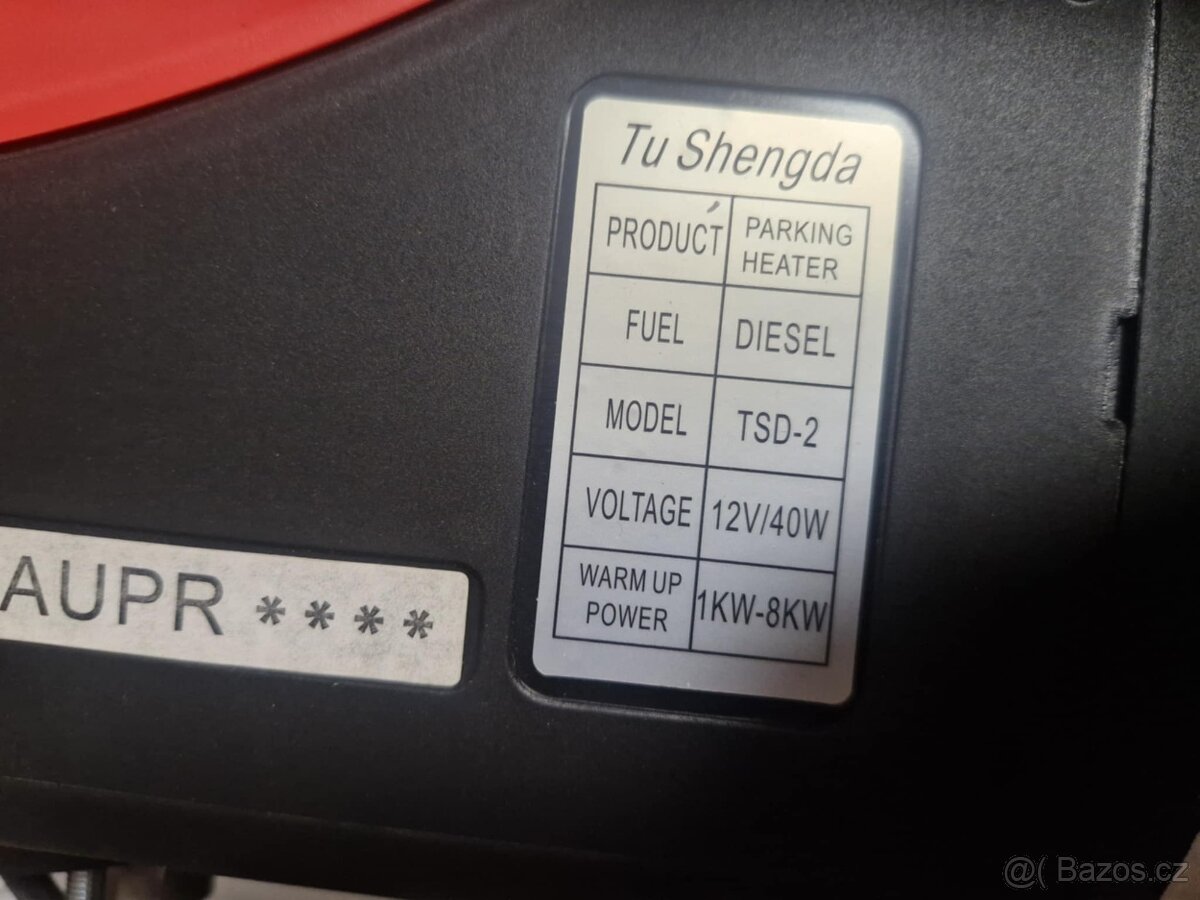 Tu Shengda
PRODUCT PARKING HEATER
FUEL DIESEL
MODEL TSD-2
VOLTAGE 12V/40W
WARM UP POWER 1KW-8KW
AUPR ****
@( Bazos.cz